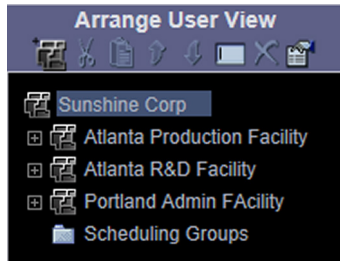 Arrange User View
Sunshine Corp
Atlanta Production Facility
Atlanta R&D Facility
Portland Admin FAcility
Scheduling Groups